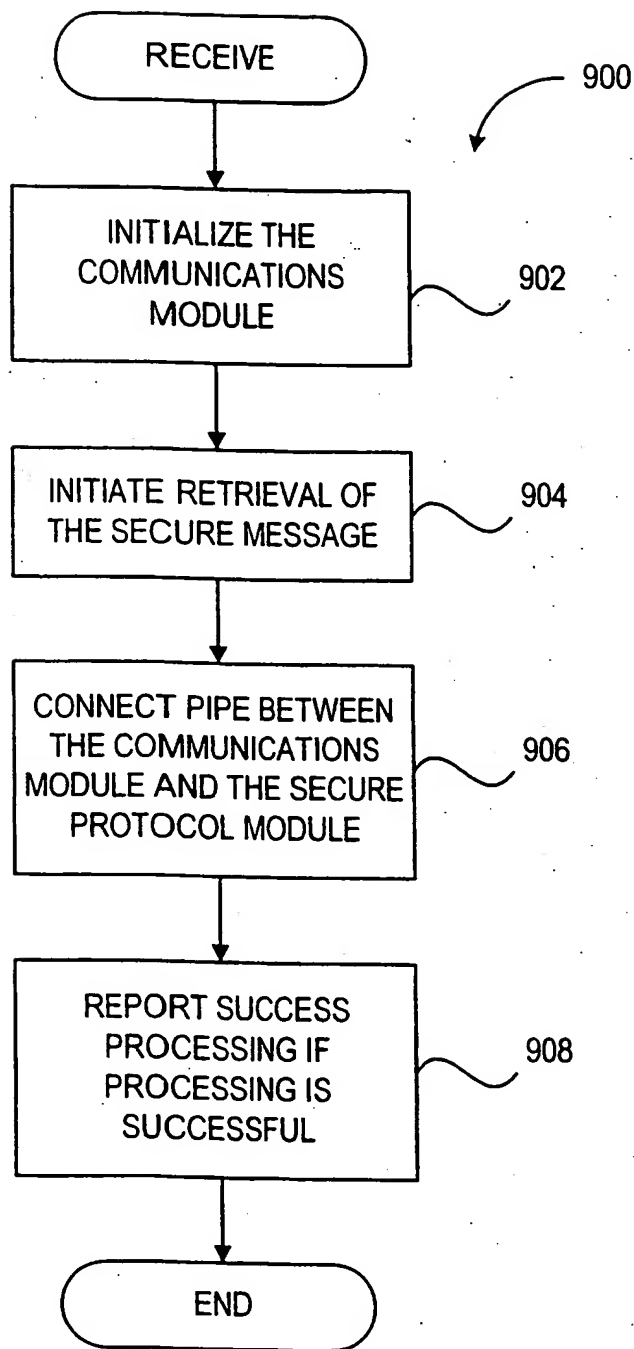 RECEIVE
900
INITIALIZE THE
COMMUNICATIONS
MODULE
902
INITIATE RETRIEVAL OF
THE SECURE MESSAGE
904
CONNECT PIPE BETWEEN
THE COMMUNICATIONS
MODULE AND THE SECURE
PROTOCOL MODULE
906
REPORT SUCCESS
PROCESSING IF
PROCESSING IS
SUCCESSFUL
908
END